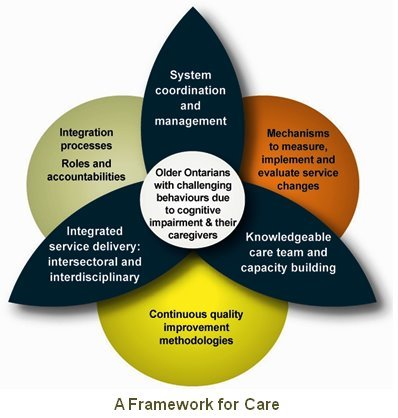 System
coordination
and
management
Integration
processes
Roles and
accountabilities
Mechanisms
to measure,
implement and
evaluate service
changes
Older Ontarians
with challenging
behaviours due
to cognitive
impairment & their
caregivers
Integrated
service delivery:
intersectoral and
interdisciplinary
Knowledgeable
care team and
capacity building
Continuous quality
improvement
methodologies
A Framework for Care